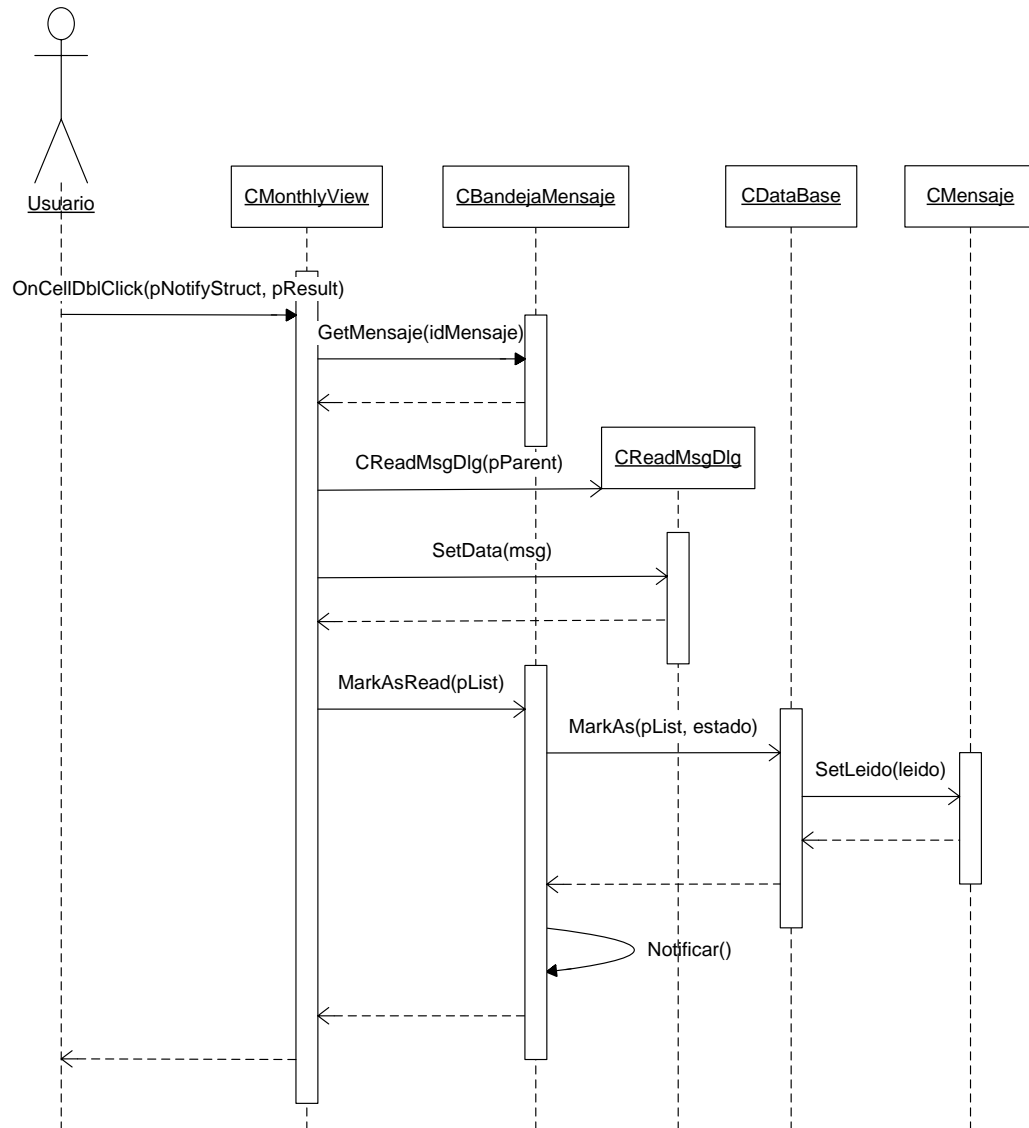 Usuario
CMonthlyView
CBandejaMensaje
CDataBase
CMensaje
OnCellDblClick(pNotifyStruct, pResult)
GetMensaje(idMensaje)
CReadMsgDlg(pParent)
CReadMsgDlg
SetData(msg)
MarkAsRead(pList)
MarkAs(pList, estado)
SetLeido(leido)
Notificar()